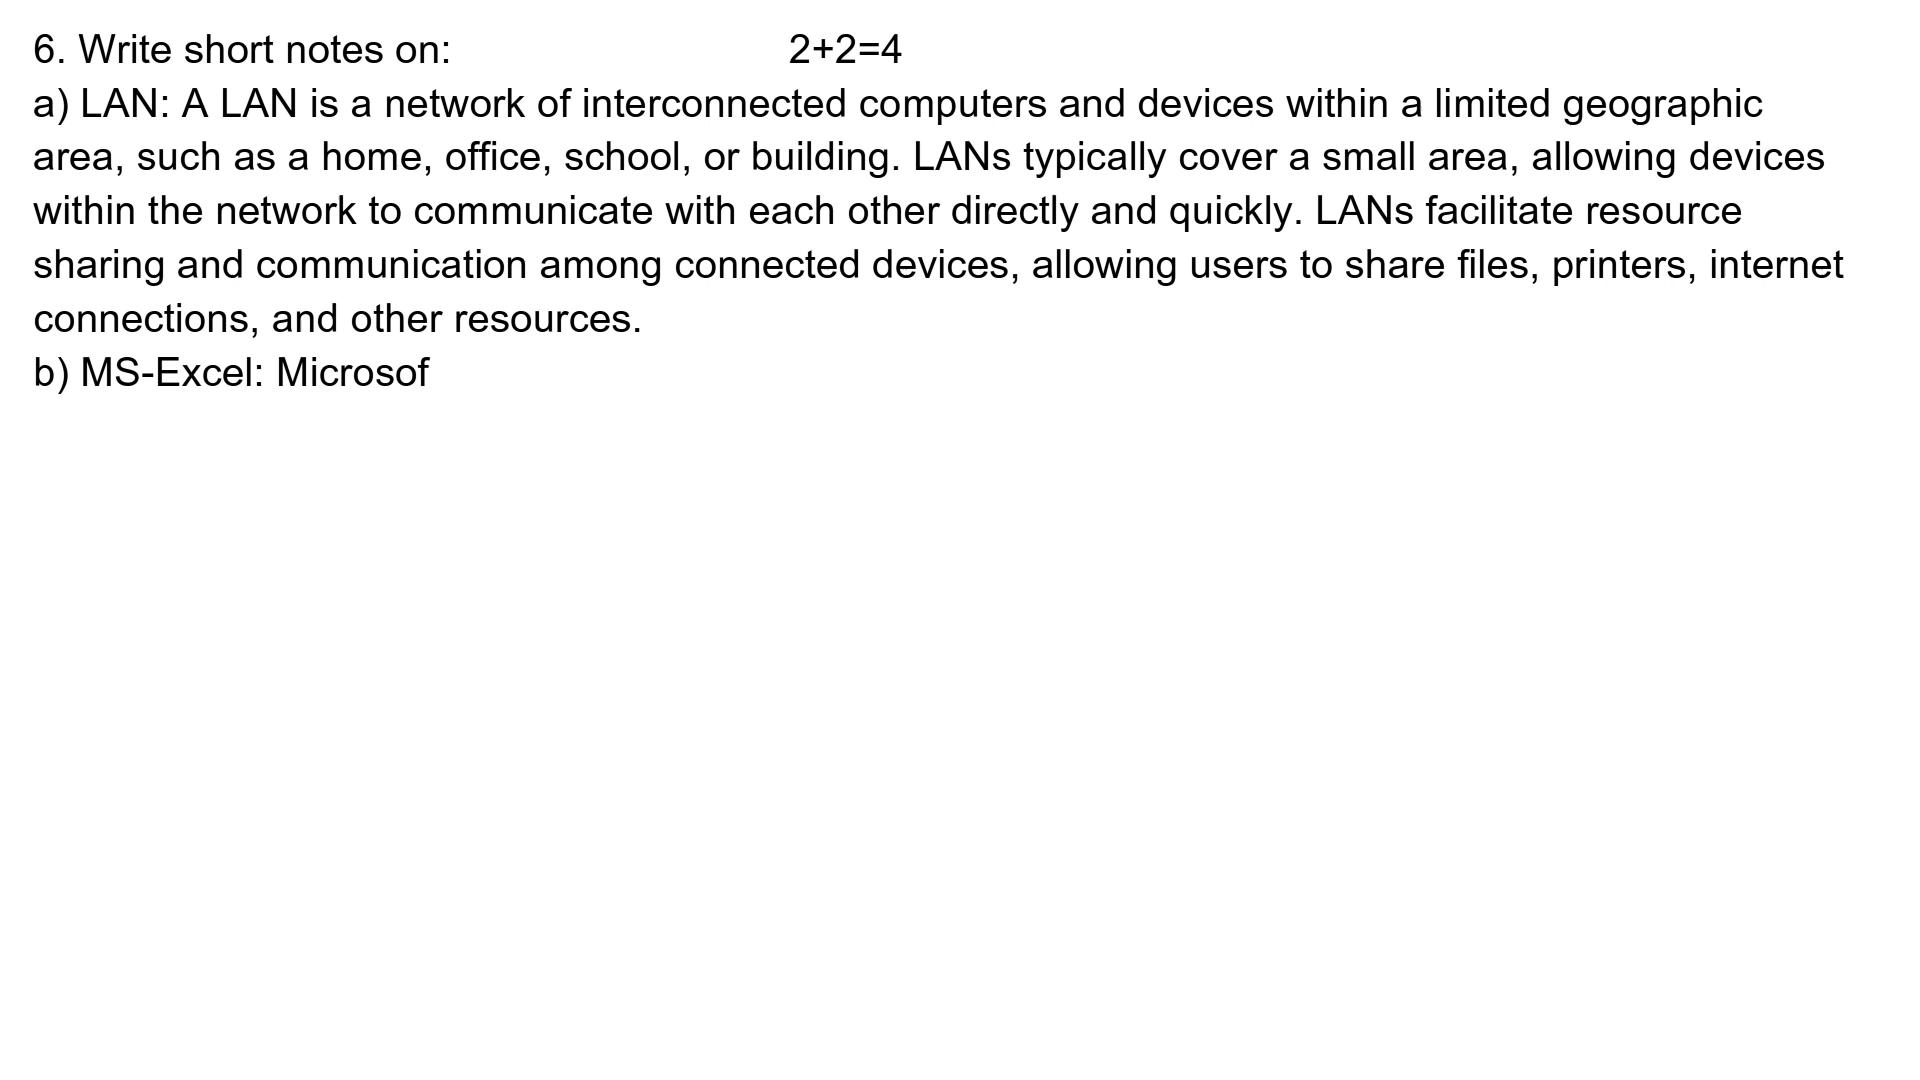 6. Write short notes on: 2+2=4
a) LAN: A LAN is a network of interconnected computers and devices within a limited geographic
area, such as a home, office, school, or building. LANs typically cover a small area, allowing devices
within the network to communicate with each other directly and quickly. LANs facilitate resource
sharing and communication among connected devices, allowing users to share files, printers, internet
connections, and other resources.
b) MS-Excel: Microsof